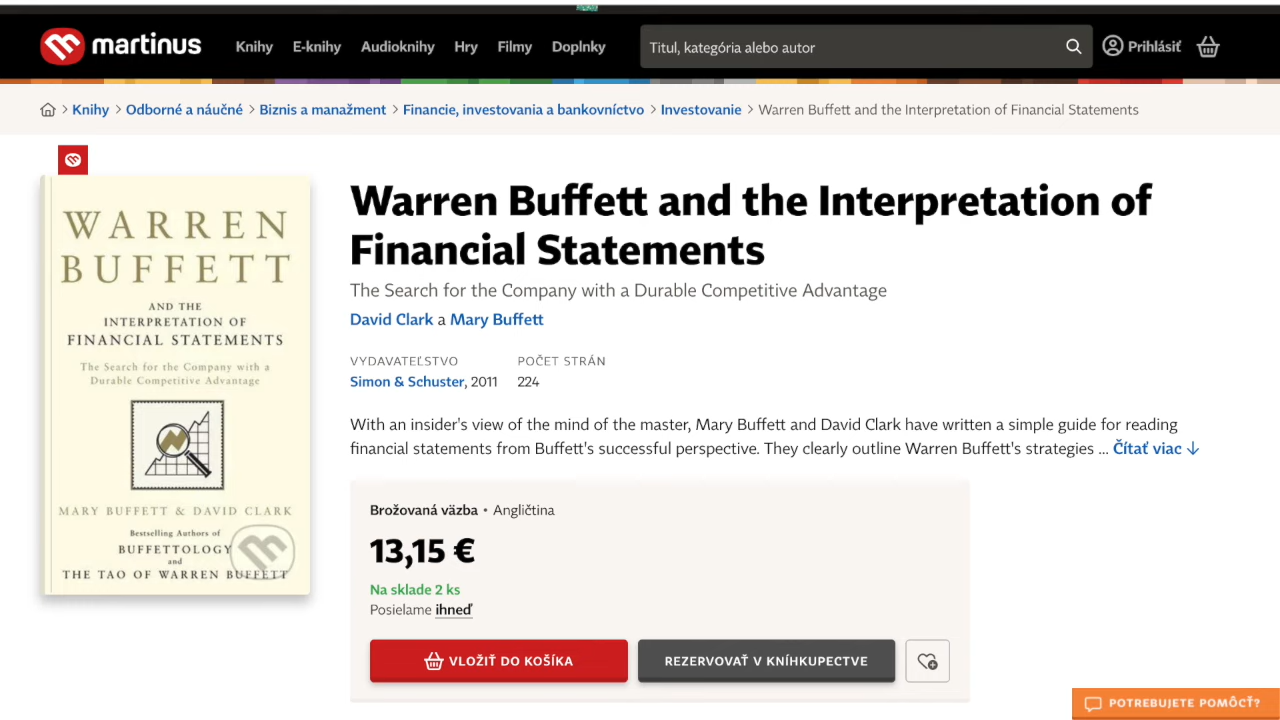 martinus
Knihy E-knihy Audioknihy Hry Filmy Doplnky
Titul, kategória alebo autor
Prihlásiť
Knihy > Odborné a náučné > Biznis a manažment > Financie, investovania a bankovníctvo > Investovanie > Warren Buffett and the Interpretation of Financial Statements
WARREN
BUFFETT
AND THE
INTERPRETATION OF
FINANCIAL STATEMENTS
The Search for the Company with a
Durable Competitive Advantage
MARY BUFFETT & DAVID CLARK
Bestselling Authors of
BUFFETTOLOGY
and
THE TAO OF WARREN BUFFETT
Warren Buffett and the Interpretation of
Financial Statements
The Search for the Company with a Durable Competitive Advantage
David Clark a Mary Buffett
VYDAVATEĽSTVO POČET STRÁN
Simon & Schuster, 2011 224
With an insider's view of the mind of the master, Mary Buffett and David Clark have written a simple guide for reading
financial statements from Buffett's successful perspective. They clearly outline Warren Buffett's strategies ... Čítať viac ↓
Brožovaná väzba • Angličtina
13,15 €
Na sklade 2 ks
Posielame ihneď
VLOŽIŤ DO KOŠÍKA
REZERVOVAŤ V KNÍHKUPECTVE
POTREBUJETE POMÔCŤ?